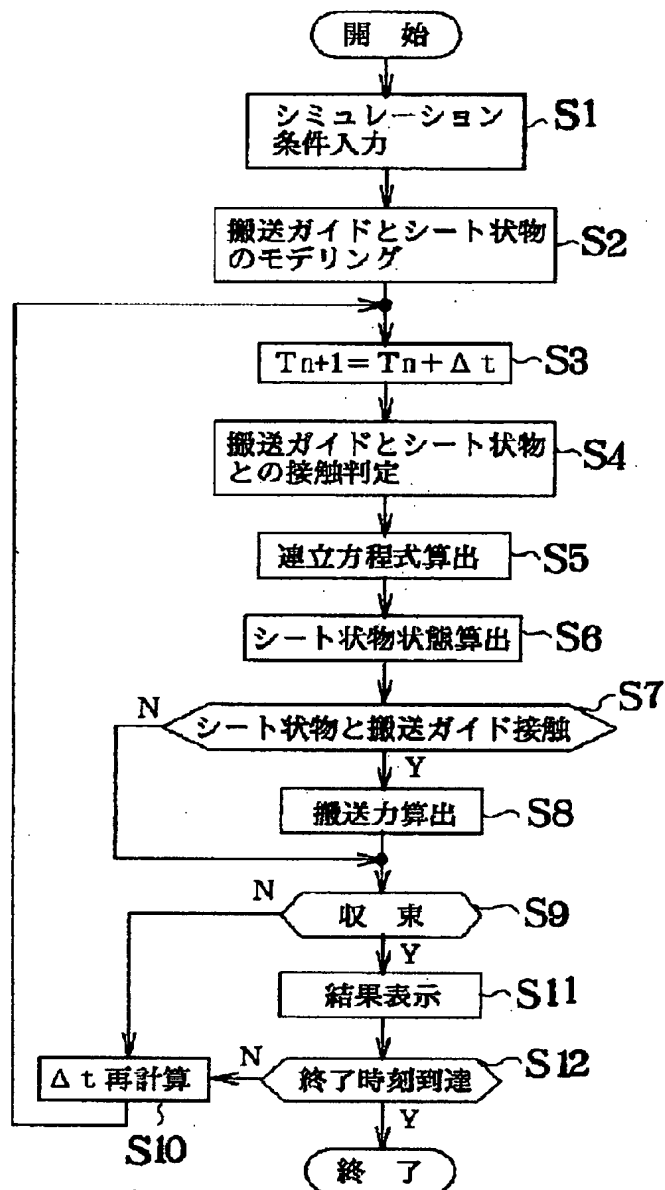 開 始
シミュレーション
条件入力
S1
搬送ガイドとシート状物
のモデリング
S2
Tn+1=Tn+Δt
S3
搬送ガイドとシート状物
との接触判定
S4
連立方程式算出
S5
シート状物状態算出
S6
シート状物と搬送ガイド接触
S7
N
Y
搬送力算出
S8
収 束
S9
N
Y
結果表示
S11
終了時刻到達
S12
N
Δt再計算
S10
Y
終 了